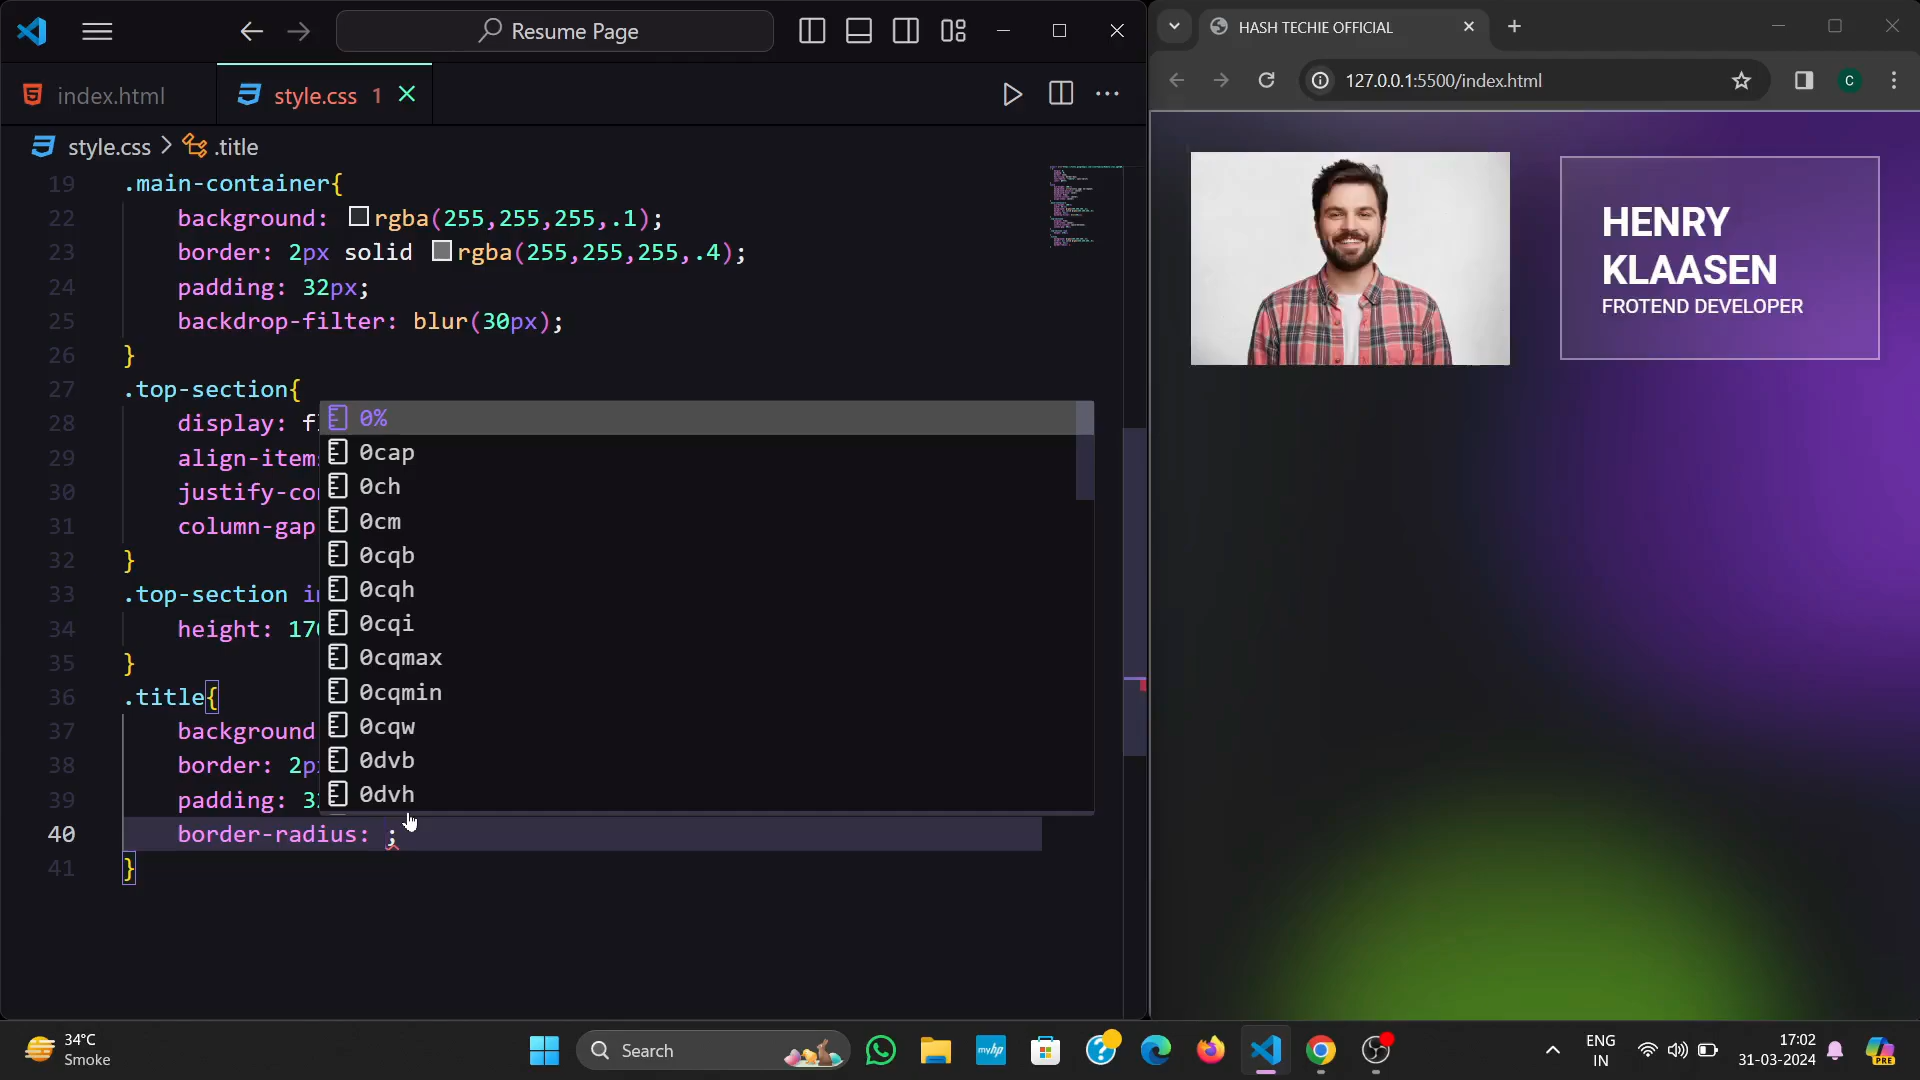 Resume Page
index.html
style.css 1
style.css > .title
19 .main-container{
22 background: rgba(255,255,255,.1);
23 border: 2px solid rgba(255,255,255,.4);
24 padding: 32px;
25 backdrop-filter: blur(30px);
26 }
27 .top-section{
28 display: f
29 align-item
30 justify-co
31 column-gap
32 }
33 .top-section i
34 height: 17
35 }
36 .title{
37 background
38 border: 2p
39 padding: 3
40 border-radius: ;
41 }
0%
0cap
0ch
0cm
0cqb
0cqh
0cqi
0cqmax
0cqmin
0cqw
0dvb
0dvh
HASH TECHIE OFFICIAL
127.0.0.1:5500/index.html
C
HENRY
KLAASEN
FROTEND DEVELOPER
34°C
Smoke
Search
myhp
ENG
IN
17:02
31-03-2024
PRE